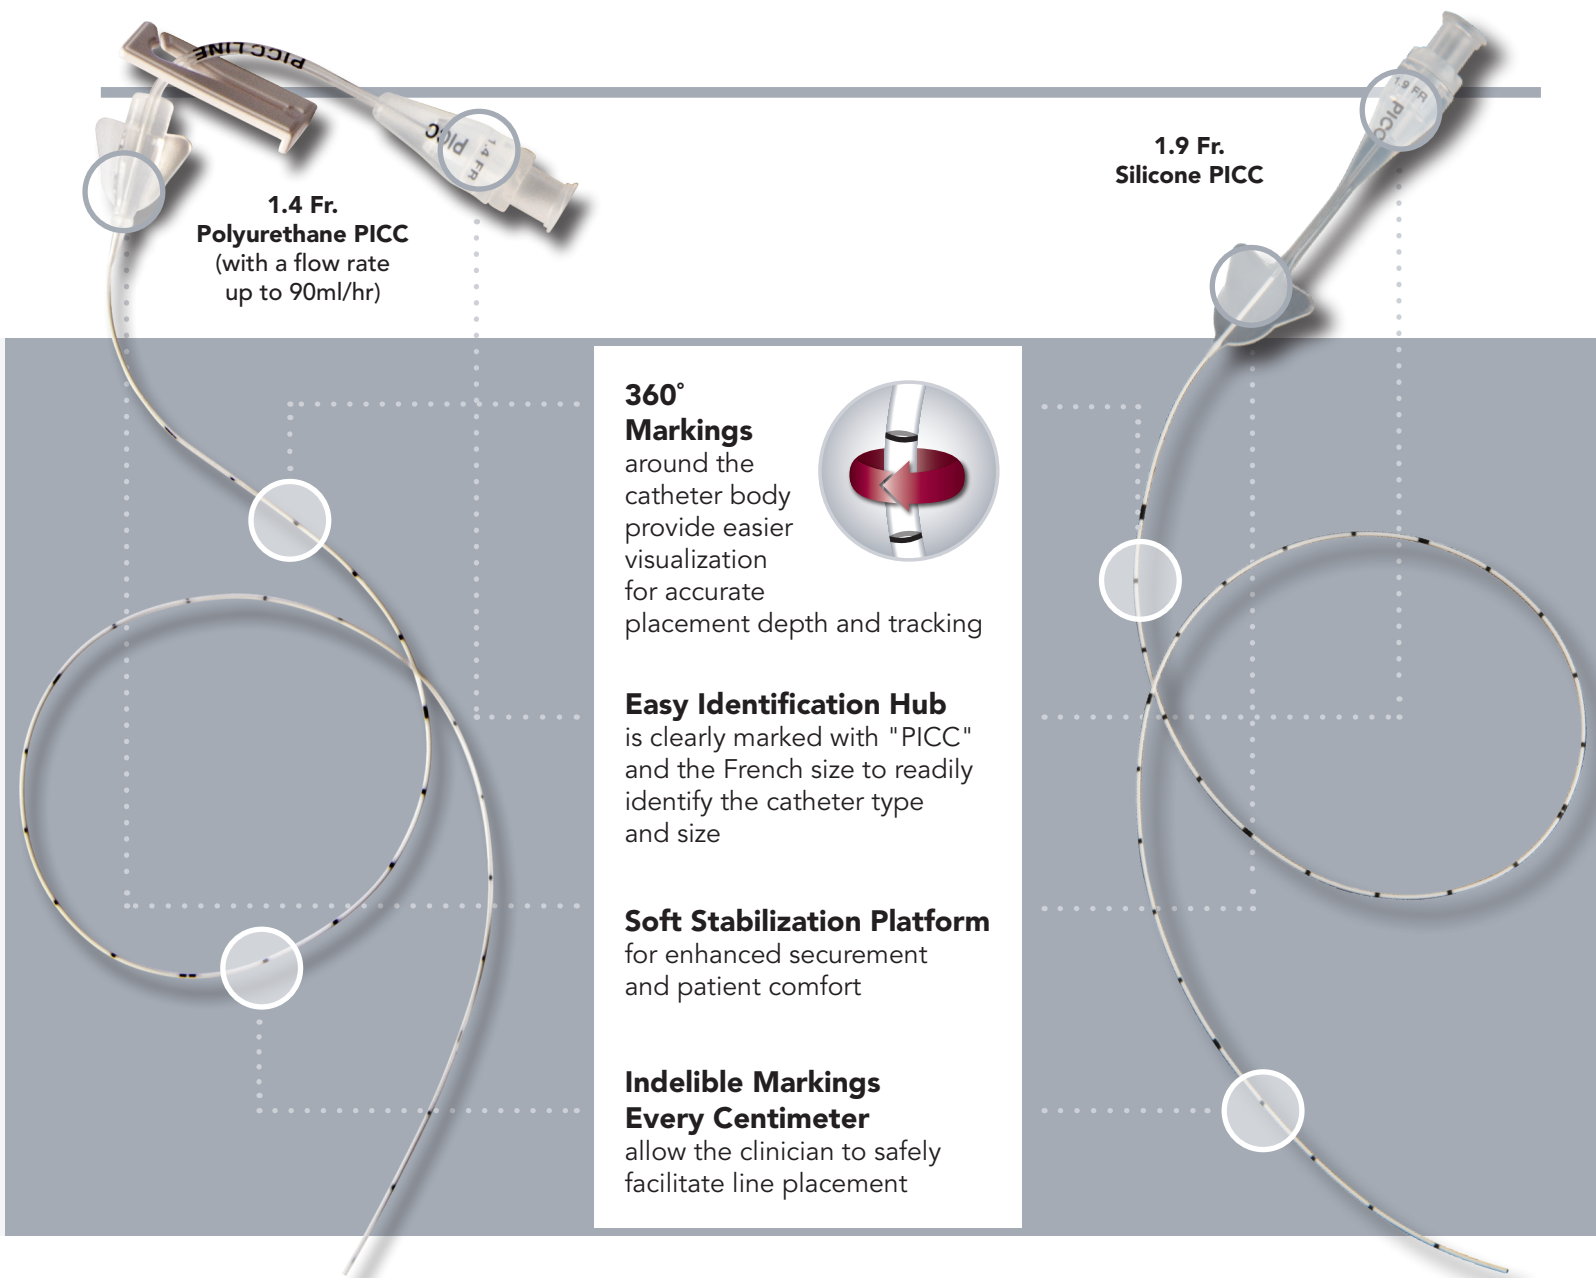 PICC LINE
PICC
PICC
1.4 FR
1.9 FR
PICC
1.4 Fr.
Polyurethane PICC
(with a flow rate
up to 90ml/hr)
1.9 Fr.
Silicone PICC
360°
Markings
around the
catheter body
provide easier
visualization
for accurate
placement depth and tracking
Easy Identification Hub
is clearly marked with "PICC"
and the French size to readily
identify the catheter type
and size
Soft Stabilization Platform
for enhanced securement
and patient comfort
Indelible Markings
Every Centimeter
allow the clinician to safely
facilitate line placement